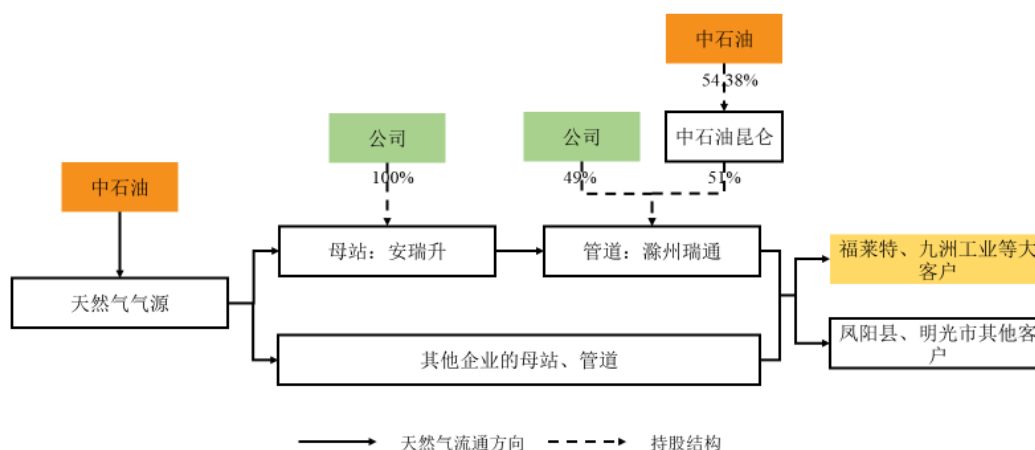 中石油
54.38%
公司
公司
中石油昆仑
100%
49%
51%
中石油
母站：安瑞升
管道：滁州瑞通
福莱特、九洲工业等大
客户
天然气气源
凤阳县、明光市其他客
户
其他企业的母站、管道
天然气流通方向
持股结构